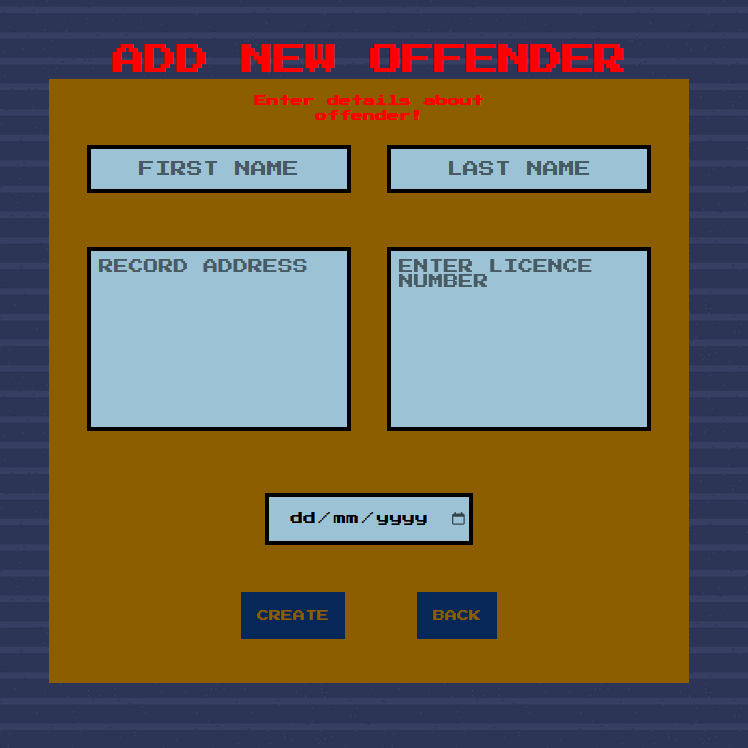 ADD NEW OFFENDER
Enter details about
offender!
FIRST NAME
LAST NAME
RECORD ADDRESS
ENTER LICENCE
NUMBER
dd/mm/yyyy
CREATE
BACK